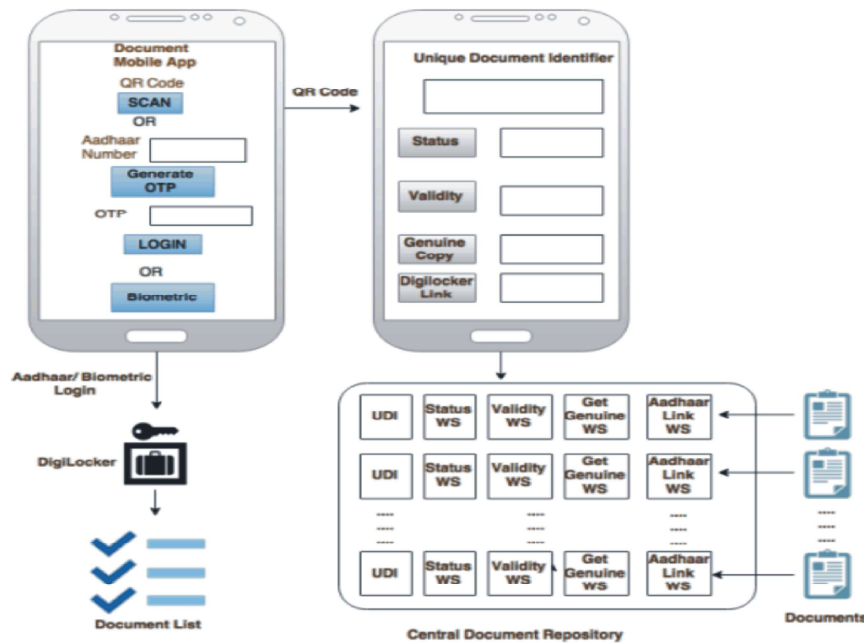 Document
Mobile App
QR Code
SCAN
OR
Aadhaar
Number
Generate
OTP
OTP
LOGIN
OR
Biometric
QR Code
Unique Document Identifier
Status
Validity
Genuine
Copy
Digilocker
Link
Aadhaar/ Biometric
Login
DigiLocker
Document List
UDI
Status
WS
Validity
WS
Get
Genuine
WS
Aadhaar
Link
WS
UDI
Status
WS
Validity
WS
Get
Genuine
WS
Aadhaar
Link
WS
UDI
Status
WS
Validity
WS
Get
Genuine
WS
Aadhaar
Link
WS
Documents
Central Document Repository